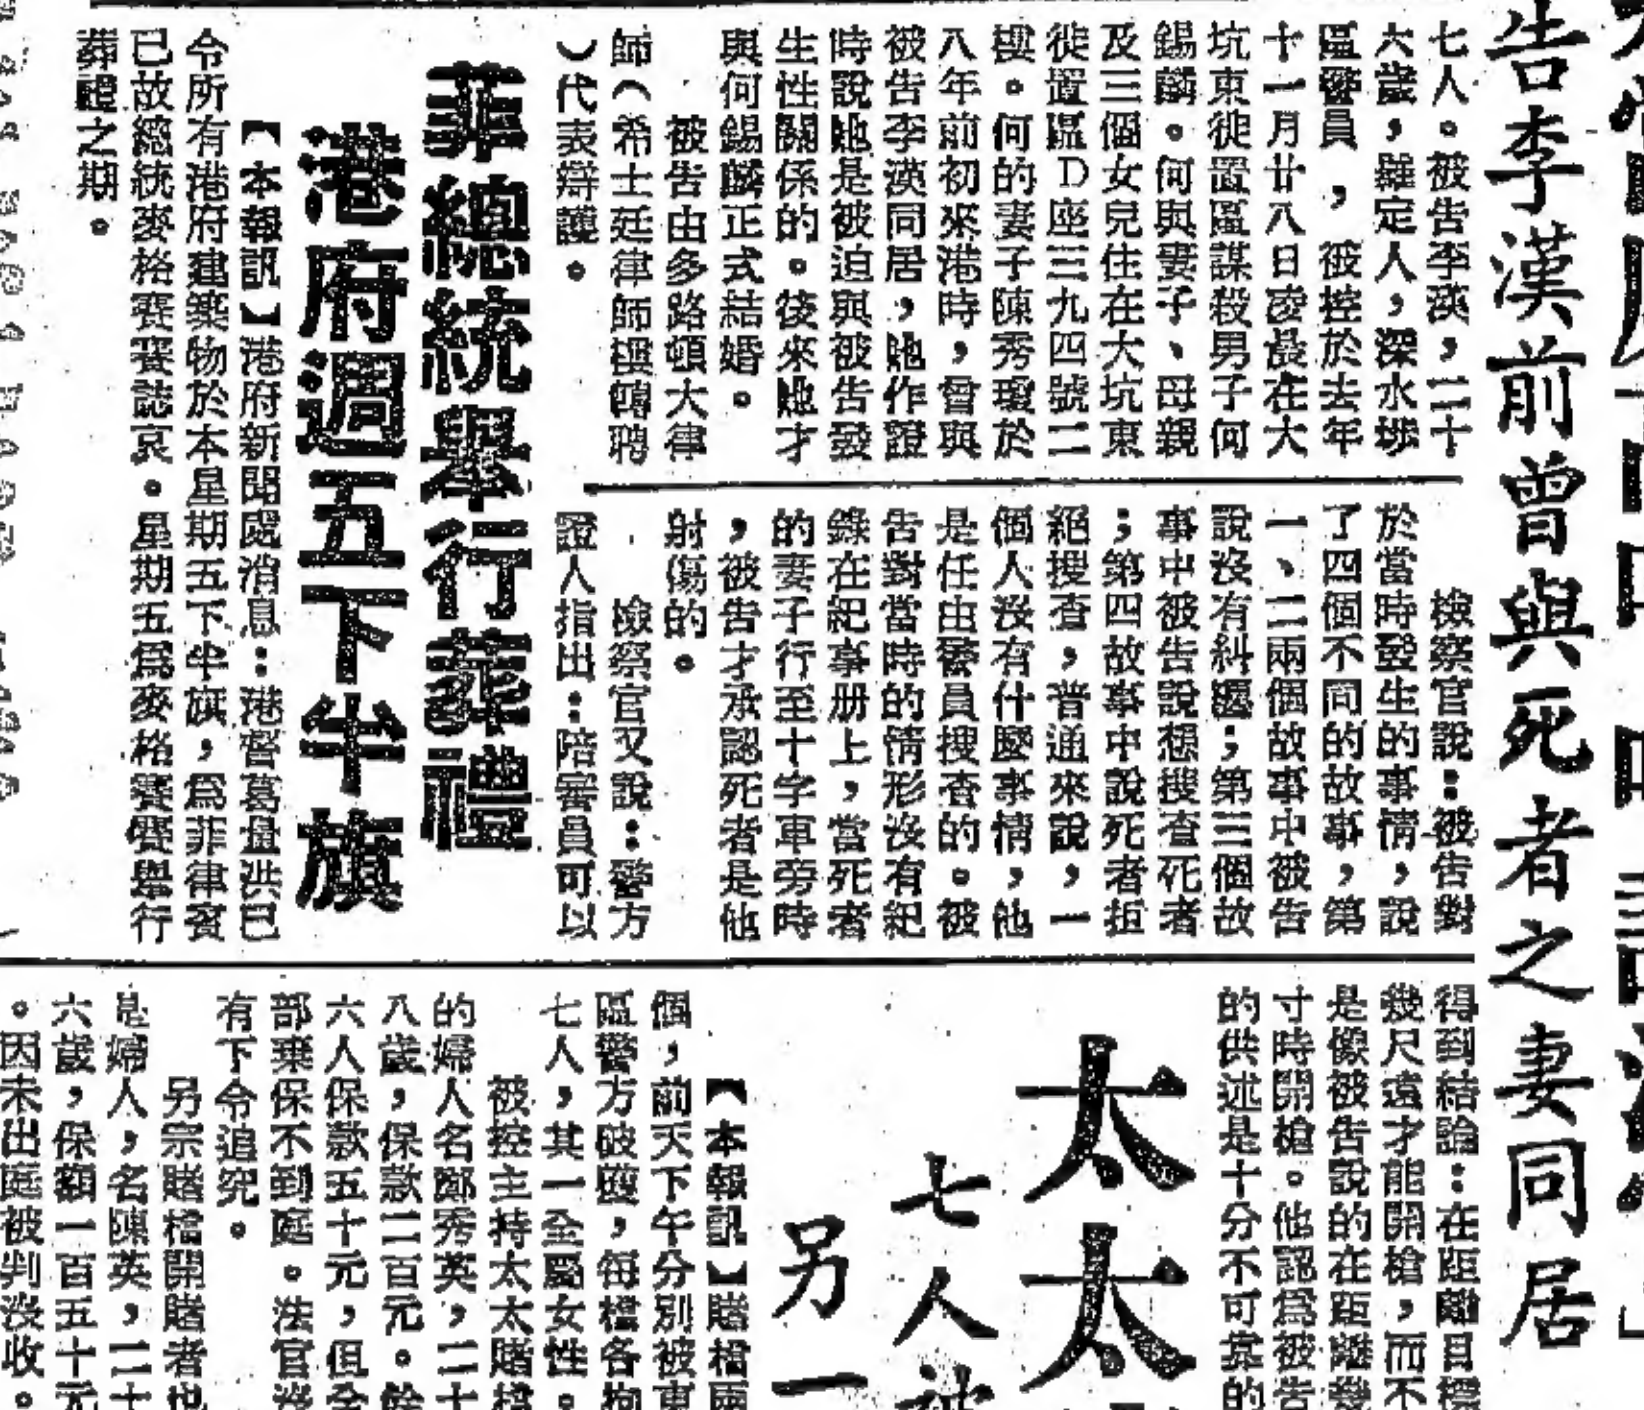 告李漢前曾與死者之妻同居
七人。被告李漢，二十
六歲，羅定人，深水埗
區警員，被控於去年
十一月廿八日凌晨在大
坑東徙置區謀殺男子何
錫麟。何與妻子、母親
及三個女兒住在大坑東
徙置區D座三九四號二
樓。何的妻子陳秀瓊於
八年前初來港時，曾與
被告李漢同居，她作證
時說她是被迫與被告發
生性關係的。後來她才
與何錫麟正式結婚。
被告由多路頓大律
師（希士廷律師樓轉聘
）代表辯護。
檢察官說：被告對
於當時發生的事情，說
了四個不同的故事，第
一、二兩個故事中被告
說沒有糾纏；第三個故
事中被告說想搜查死者
；第四故事中說死者拒
絕搜查，普通來說，一
個人沒有什麼事情，他
是任由警員搜查的。被
告對當時的情形沒有紀
錄在紀事册上，當死者
的妻子行至十字車旁時
，被告才承認死者是他
射傷的。
檢察官又說：警方
證人指出：陪審員可以
得到結論：在距離目標
幾尺遠才能開槍，而不
是像被告說的在距離幾
寸時開槍。他認爲被告
的供述是十分不可靠的
菲總統舉行葬禮
港府週五下半旗
【本報訊】港府新聞處消息：港督葛量洪已
令所有港府建築物於本星期五下半旗，爲菲律賓
已故總統麥格賽賽誌哀。星期五爲麥格賽賽舉行
葬禮之期。
太太
七人被
另一
【本報訊】賭檔兩
個，前天下午分別被東
區警方破獲，每檔各拘
七人，其一全屬女性。
被控主持太太賭檔
的婦人名鄭秀英，二十
八歲，保款二百元。餘
六人保款五十元，但全
部棄保不到庭。法官沒
有下令追究。
另宗賭檔開賭者也
是婦人，名陳英，二十
六歲，保額一百五十元
。因未出庭被判沒收。